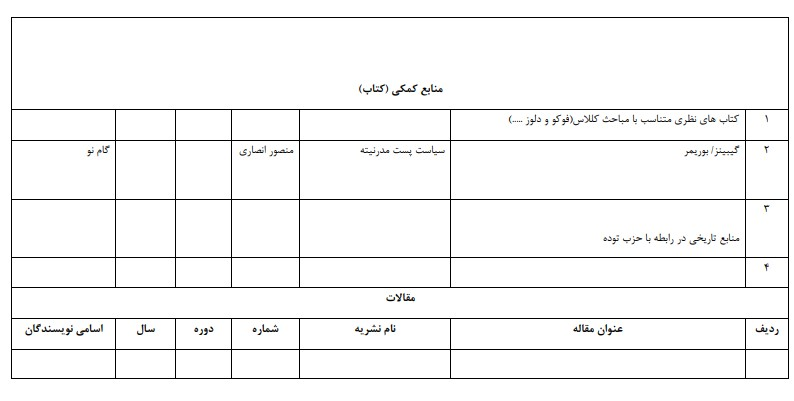 منابع کمکی (کتاب)
۱ کتاب های نظری متناسب با مباحث کلاس(فوکو و دلوز .....)
۲ گیبینز/ بوریمر سیاست پست مدرنیته منصور انصاری گام نو
۳
منابع تاریخی در رابطه با حزب توده
۴
مقالات
ردیف عنوان مقاله نام نشریه شماره دوره سال اسامی نویسندگان